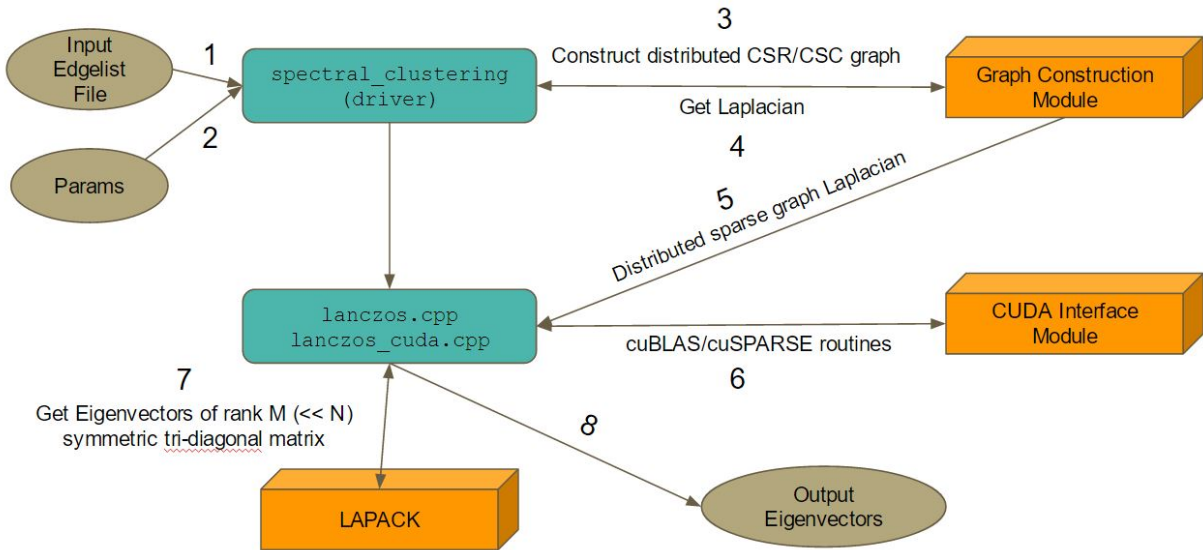 Input
Edgelist
File
1
2
Params
spectral_clustering
(driver)
3
Construct distributed CSR/CSC graph
Get Laplacian
4
Graph Construction
Module
5
Distributed sparse graph Laplacian
lanczos.cpp
lanczos_cuda.cpp
cuBLAS/cuSPARSE routines
6
CUDA Interface
Module
7
Get Eigenvectors of rank M (<< N)
symmetric tri-diagonal matrix
LAPACK
8
Output
Eigenvectors